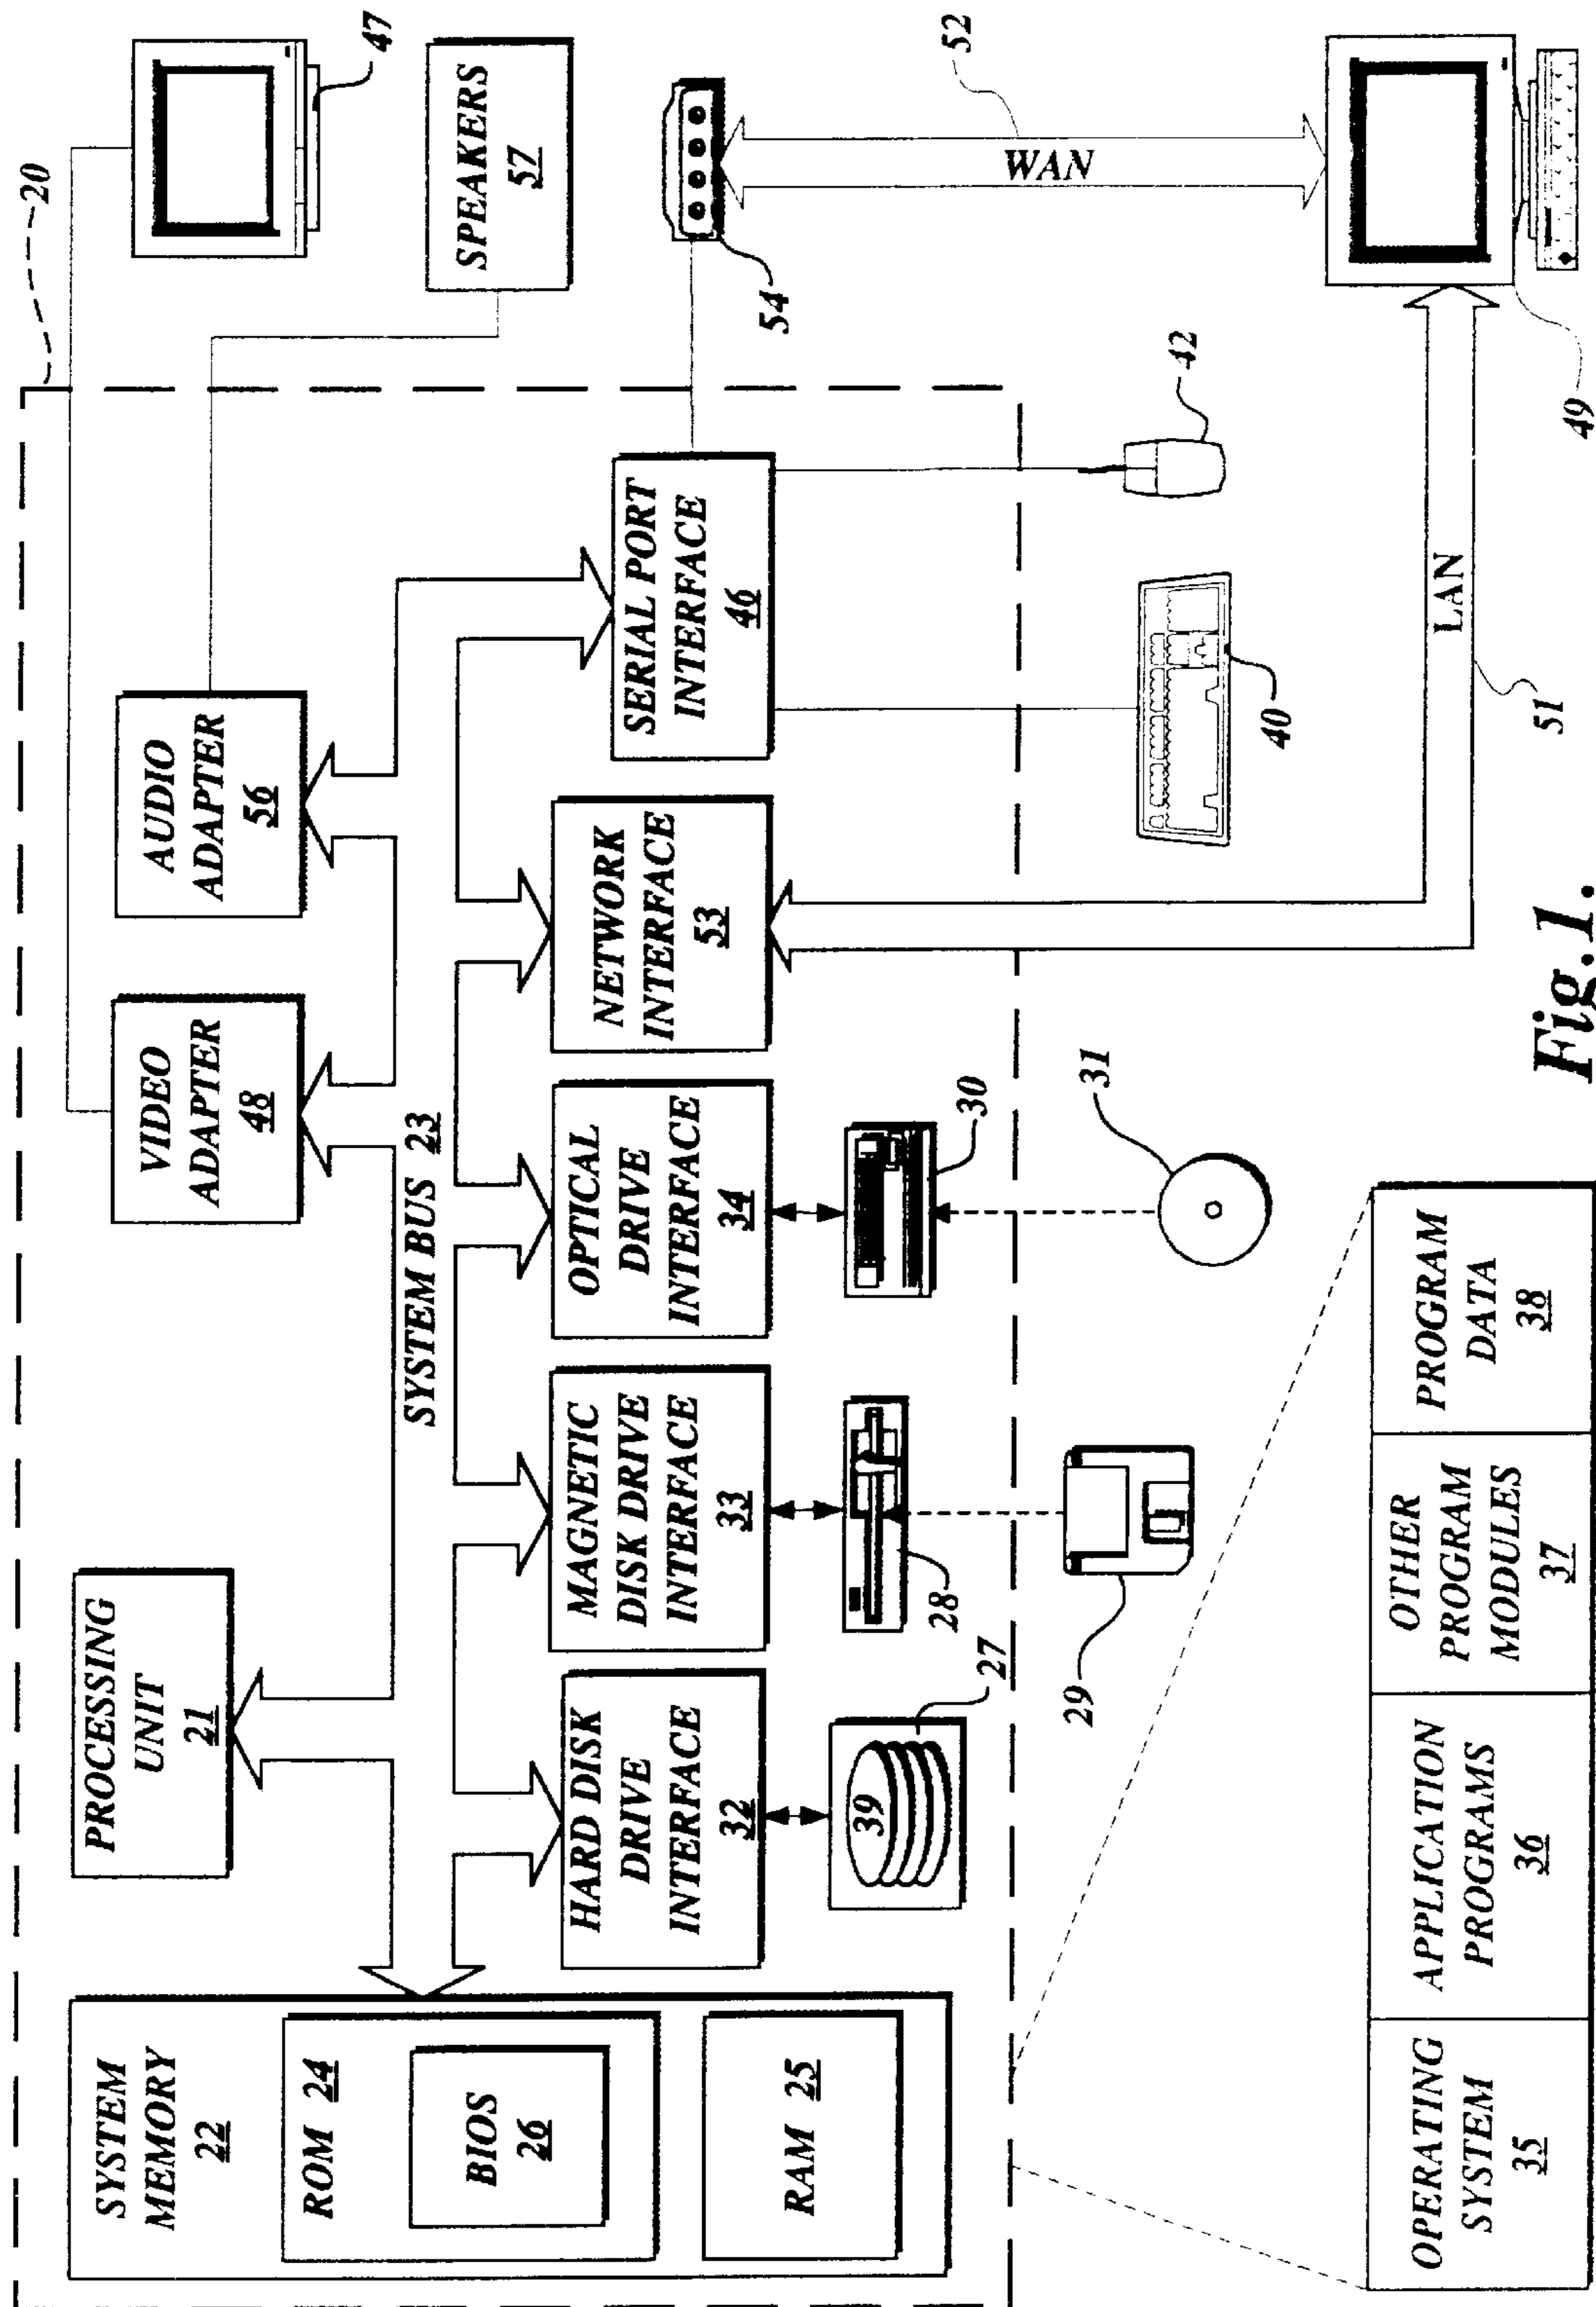 20
SYSTEM
MEMORY
22
ROM 24
BIOS
26
RAM 25
PROCESSING
UNIT
21
VIDEO
ADAPTER
48
AUDIO
ADAPTER
56
47
SPEAKERS
57
SYSTEM BUS 23
HARD DISK
DRIVE
INTERFACE
32
MAGNETIC
DISK DRIVE
INTERFACE
33
OPTICAL
DRIVE
INTERFACE
34
NETWORK
INTERFACE
53
SERIAL PORT
INTERFACE
46
54
39
27
28
30
WAN
52
29
31
40
42
OPERATING
SYSTEM
35
APPLICATION
PROGRAMS
36
OTHER
PROGRAM
MODULES
37
PROGRAM
DATA
38
LAN
51
49
Fig.1.